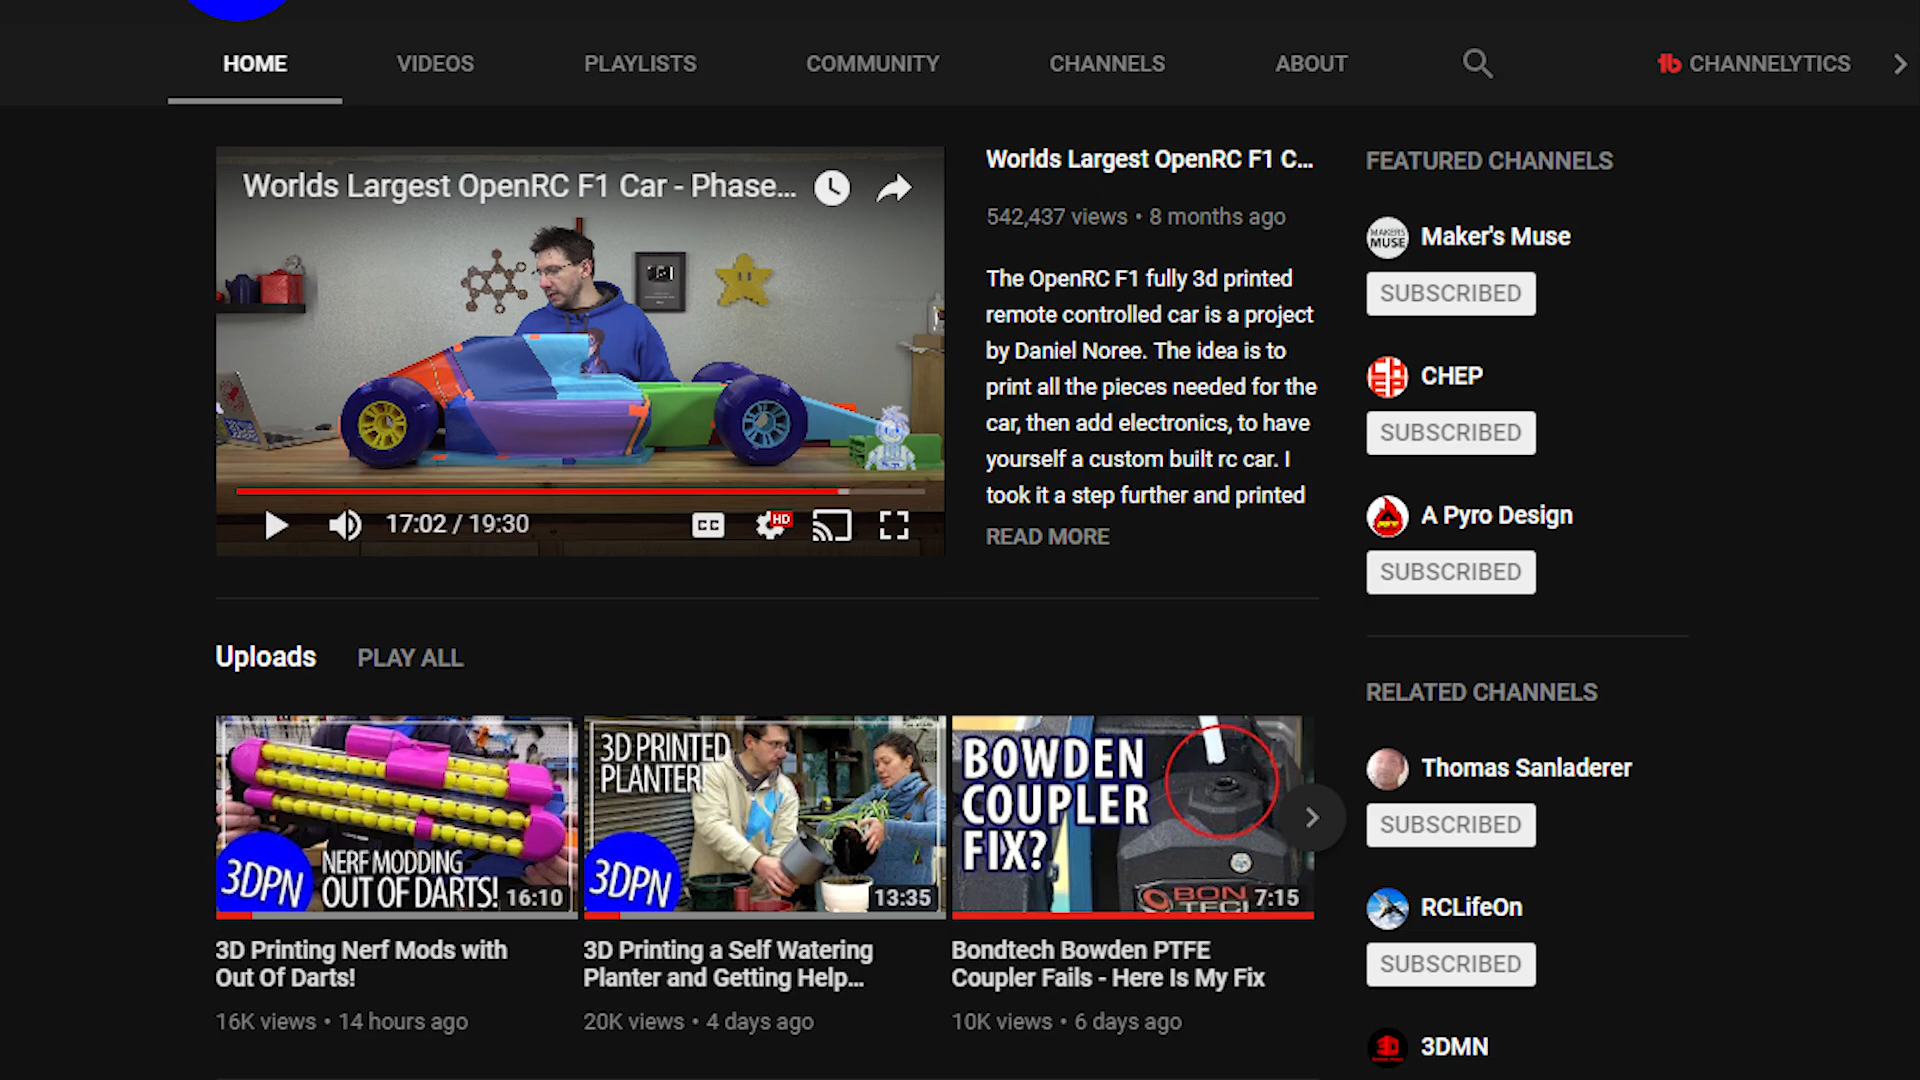 HOME VIDEOS PLAYLISTS COMMUNITY CHANNELS ABOUT CHANNELYTICS
Worlds Largest OpenRC F1 Car - Phase...
17:02 / 19:30
CC
HD
Worlds Largest OpenRC F1 C...
542,437 views • 8 months ago
The OpenRC F1 fully 3d printed
remote controlled car is a project
by Daniel Noree. The idea is to
print all the pieces needed for the
car, then add electronics, to have
yourself a custom built rc car. I
took it a step further and printed
READ MORE
FEATURED CHANNELS
MAKER'S
MUSE
Maker's Muse
SUBSCRIBED
CHEP
SUBSCRIBED
A Pyro Design
SUBSCRIBED
Uploads PLAY ALL
3DPN
NERF MODDING
OUT OF DARTS!
16:10
3D Printing Nerf Mods with
Out Of Darts!
16K views • 14 hours ago
3D PRINTED
PLANTER!
3DPN
13:35
3D Printing a Self Watering
Planter and Getting Help...
20K views • 4 days ago
BOWDEN
COUPLER
FIX?
BON
TEC
7:15
Bondtech Bowden PTFE
Coupler Fails - Here Is My Fix
10K views • 6 days ago
RELATED CHANNELS
Thomas Sanladerer
SUBSCRIBED
RCLifeOn
SUBSCRIBED
3D
3DMN